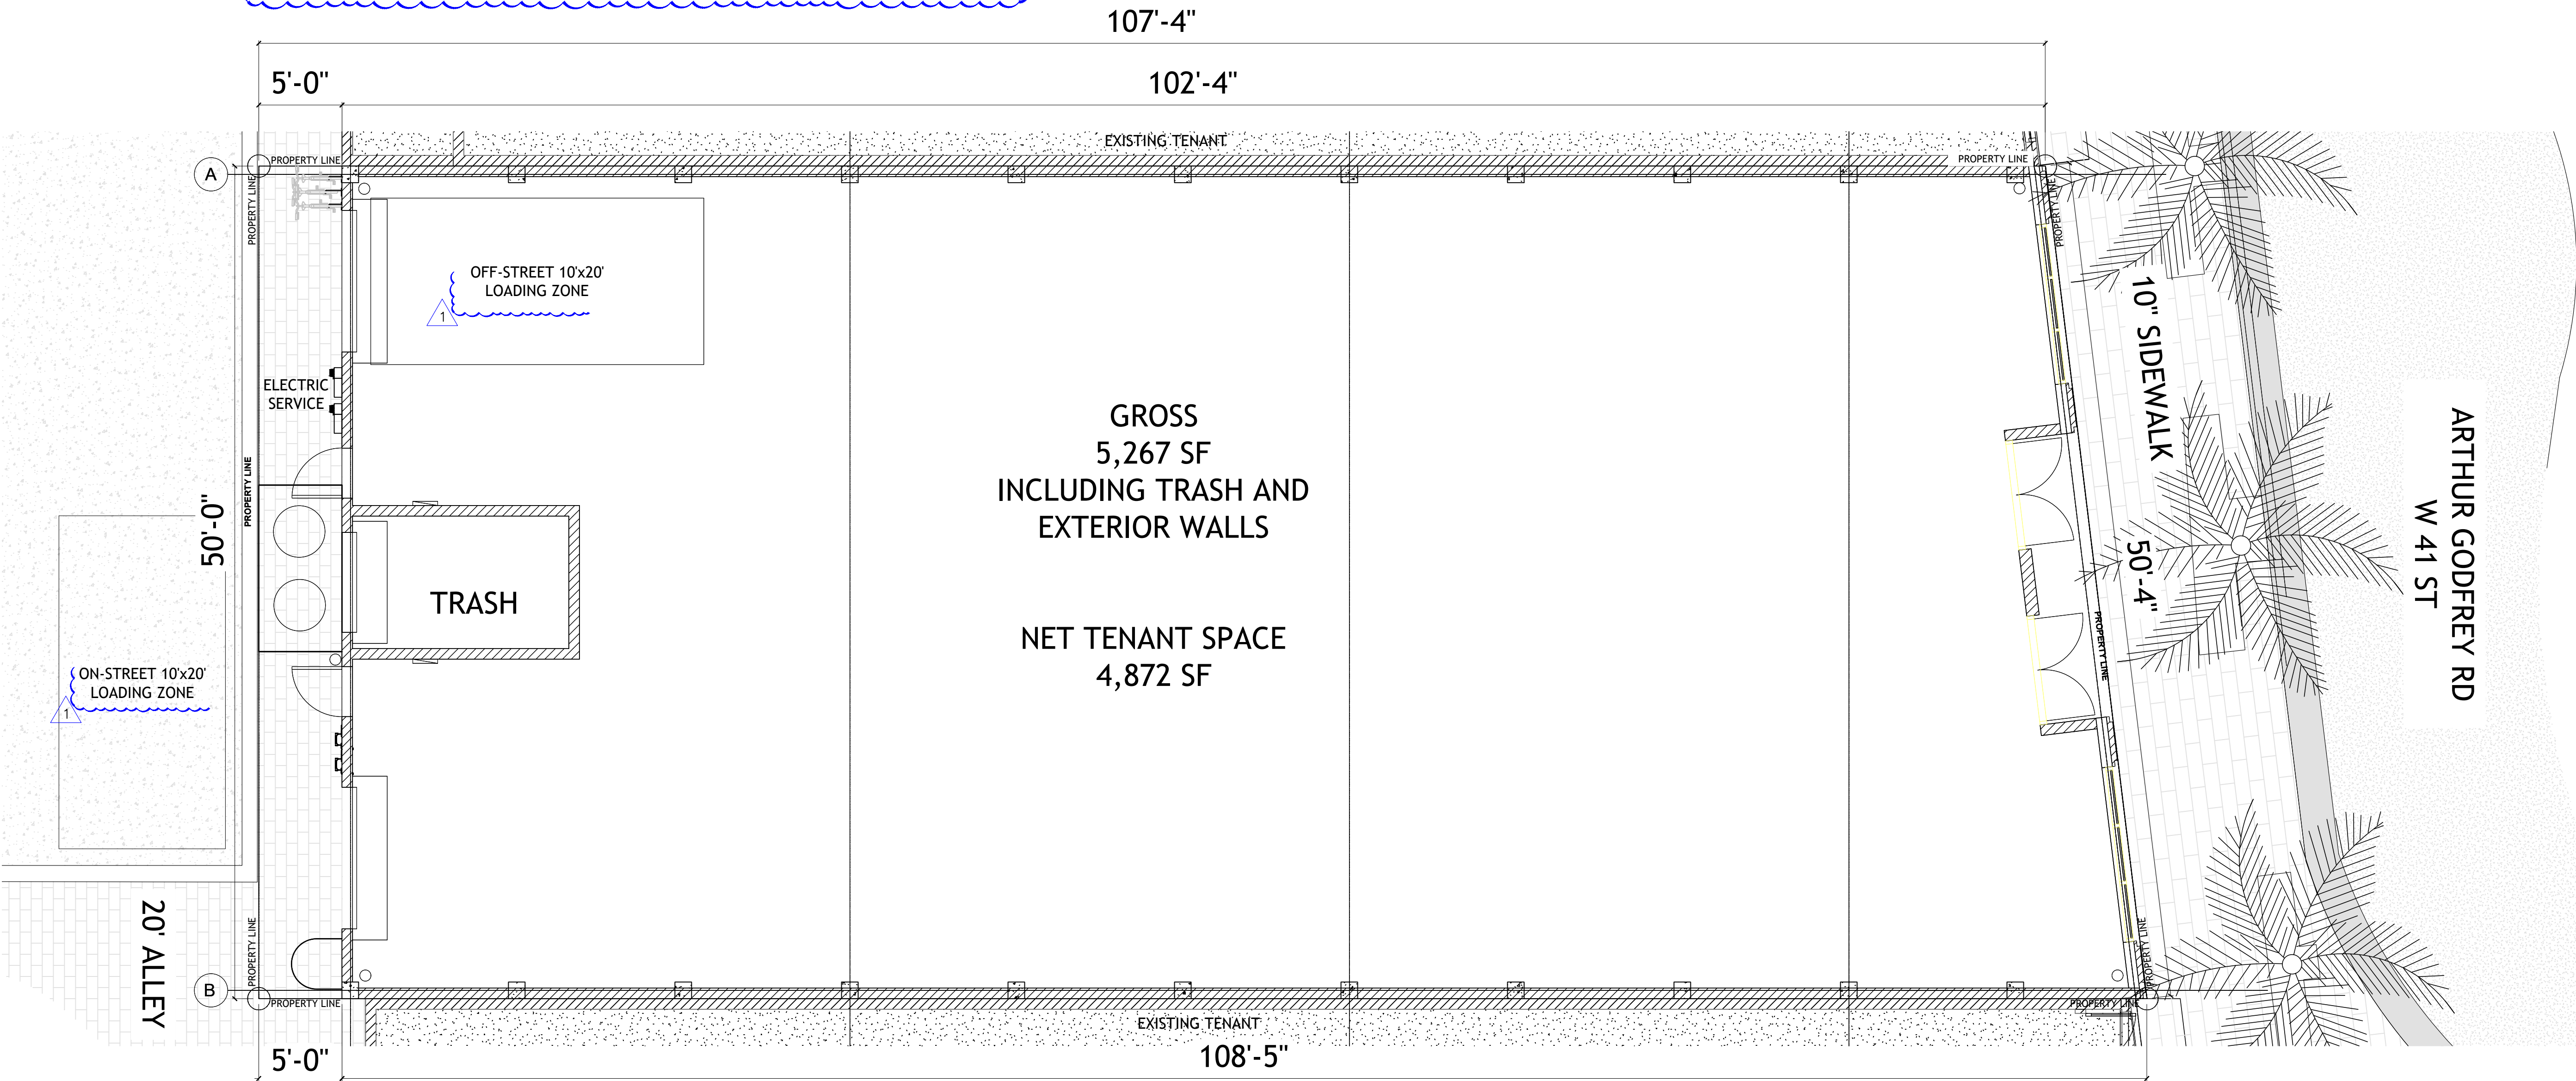 107'-4"
5'-0"
102'-4"
EXISTING TENANT
PROPERTY LINE
PROPERTY LINE
A
PROPERTY LINE
PROPERTY LINE
OFF-STREET 10'x20'
LOADING ZONE
1
10" SIDEWALK
ELECTRIC
SERVICE
GROSS
5,267 SF
INCLUDING TRASH AND
EXTERIOR WALLS
ARTHUR GODFREY RD
W 41 ST
PROPERTY LINE
50'-0"
50'-4"
TRASH
NET TENANT SPACE
4,872 SF
PROPERTY LINE
ON-STREET 10'x20'
LOADING ZONE
1
20' ALLEY
PROPERTY LINE
PROPERTY LINE
B
PROPERTY LINE
PROPERTY LINE
EXISTING TENANT
5'-0"
108'-5"